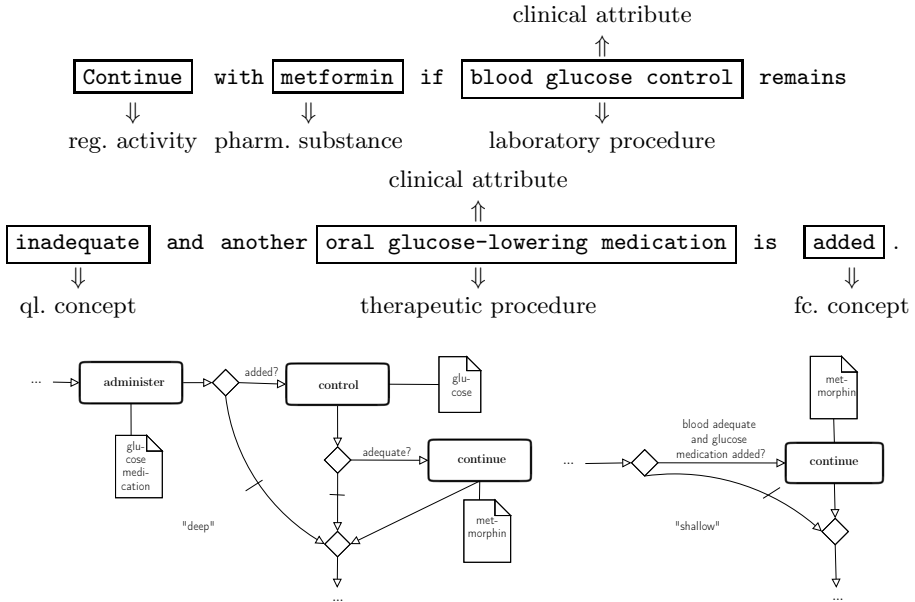 clinical attribute
Continue with metformin if blood glucose control remains
reg. activity pharm. substance laboratory procedure
clinical attribute
inadequate and another oral glucose-lowering medication is added .
ql. concept therapeutic procedure fc. concept
...
administer
added?
control
glu-
cose
glu-
cose
medi-
cation
adequate?
continue
met-
morphin
"deep"
...
...
blood adequate
and glucose
medication added?
met-
morphin
continue
"shallow"
...